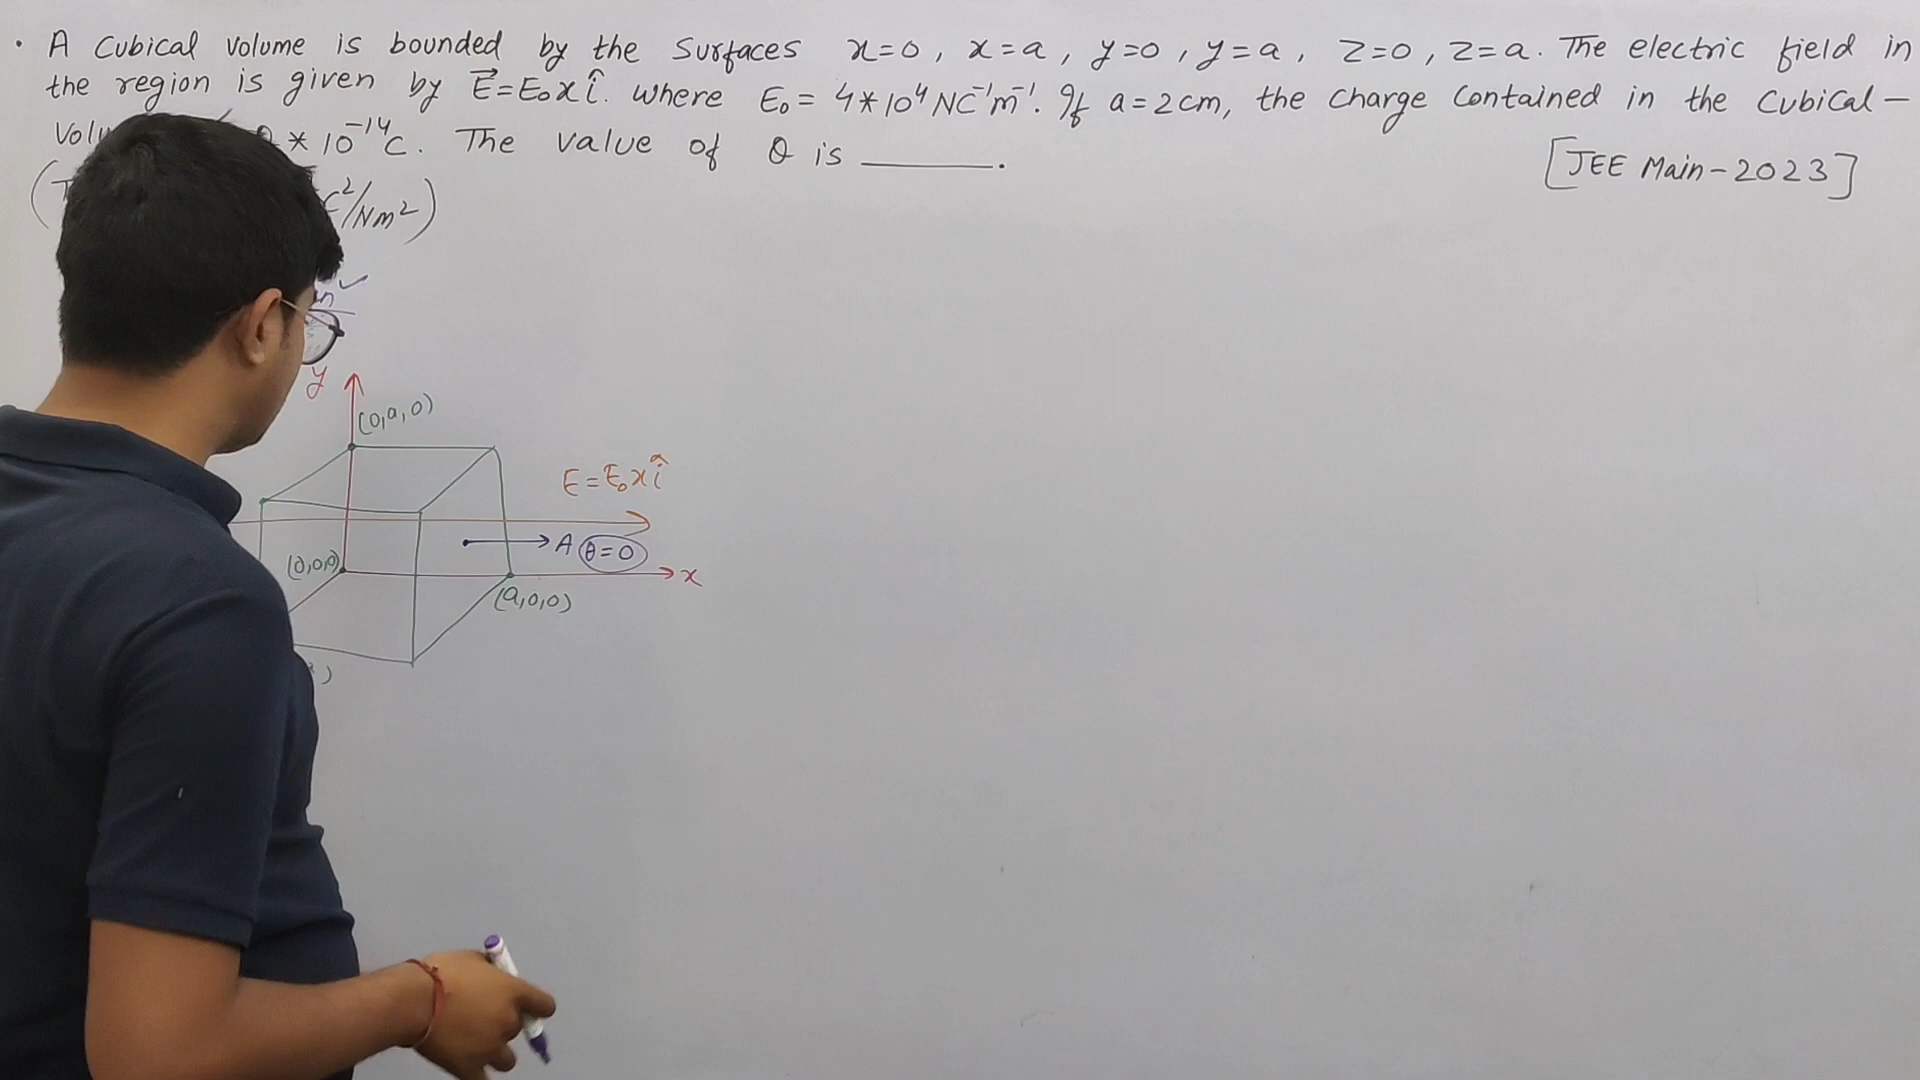 • A cubical volume is bounded by the surfaces x=0, x=a, y=0, y=a, z=0, z=a. The electric field in
the region is given by E⃗=E₀xî. where E₀ = 4*10⁴ NC⁻¹m⁻¹. If a=2cm, the charge contained in the cubical–
* 10⁻¹⁴C. The value of Q is ______.
[JEE Main-2023]
C²/Nm²)
y
(0,a,0)
E=E₀xî
A θ=0
(0,0,0)
x
(a,0,0)